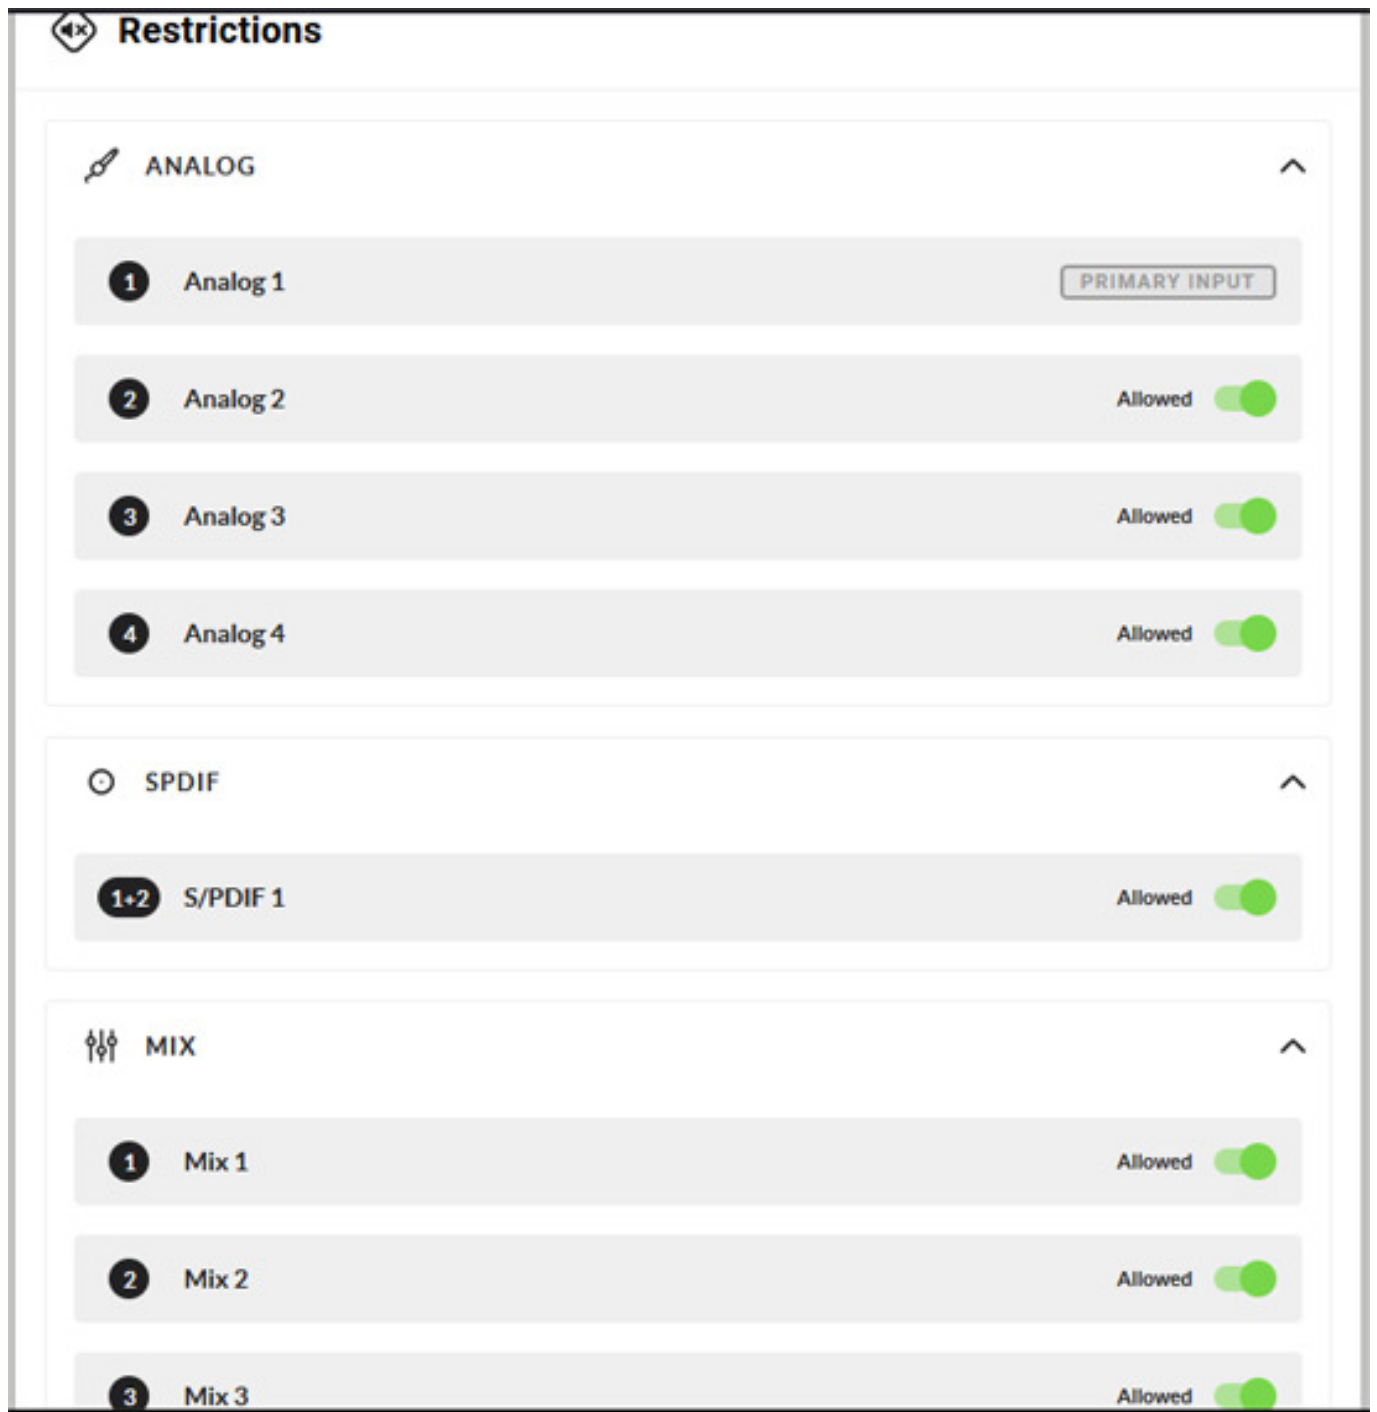 Restrictions
ANALOG
1 Analog 1 PRIMARY INPUT
2 Analog 2 Allowed
3 Analog 3 Allowed
4 Analog 4 Allowed
SPDIF
1+2 S/PDIF 1 Allowed
MIX
1 Mix 1 Allowed
2 Mix 2 Allowed
3 Mix 3 Allowed